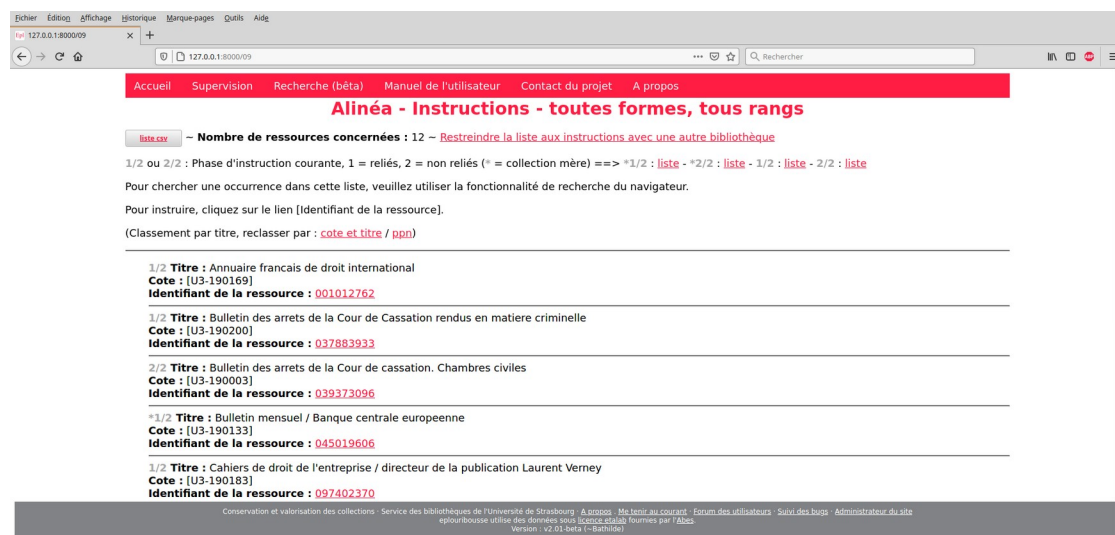 Fichier Édition Affichage Historique Marque-pages Outils Aide
Epl 127.0.0.1:8000/09 × +
127.0.0.1:8000/09 Rechercher
Accueil Supervision Recherche (bêta) Manuel de l'utilisateur Contact du projet A propos
Alinéa - Instructions - toutes formes, tous rangs
liste csv ~ Nombre de ressources concernées : 12 ~ Restreindre la liste aux instructions avec une autre bibliothèque
1/2 ou 2/2 : Phase d'instruction courante, 1 = reliés, 2 = non reliés (* = collection mère) ==> *1/2 : liste - *2/2 : liste - 1/2 : liste - 2/2 : liste
Pour chercher une occurrence dans cette liste, veuillez utiliser la fonctionnalité de recherche du navigateur.
Pour instruire, cliquez sur le lien [Identifiant de la ressource].
(Classement par titre, reclasser par : cote et titre / ppn)
1/2 Titre : Annuaire francais de droit international
Cote : [U3-190169]
Identifiant de la ressource : 001012762
1/2 Titre : Bulletin des arrets de la Cour de Cassation rendus en matiere criminelle
Cote : [U3-190200]
Identifiant de la ressource : 037883933
2/2 Titre : Bulletin des arrets de la Cour de cassation. Chambres civiles
Cote : [U3-190003]
Identifiant de la ressource : 039373096
*1/2 Titre : Bulletin mensuel / Banque centrale europeenne
Cote : [U3-190133]
Identifiant de la ressource : 045019606
1/2 Titre : Cahiers de droit de l'entreprise / directeur de la publication Laurent Verney
Cote : [U3-190183]
Identifiant de la ressource : 097402370
Conservation et valorisation des collections · Service des bibliothèques de l'Université de Strasbourg · A propos . Me tenir au courant · Forum des utilisateurs · Suivi des bugs · Administrateur du site
eplouribousse utilise des données sous licence etalab fournies par l'Abes.
Version : v2.01-beta (~Bathilde)